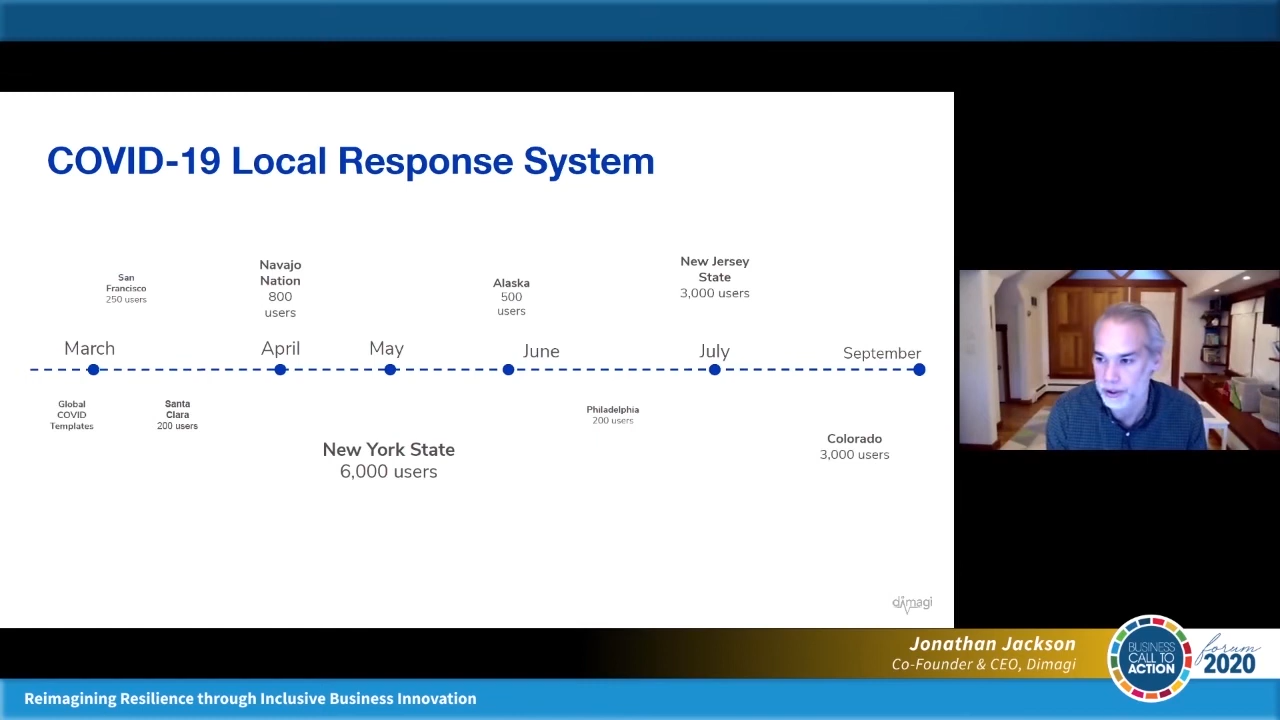 COVID-19 Local Response System
San
Francisco
250 users
Navajo
Nation
800
users
Alaska
500
users
New Jersey
State
3,000 users
March
April
May
June
July
September
Global
COVID
Templates
Santa
Clara
200 users
New York State
6,000 users
Philadelphia
200 users
Colorado
3,000 users
dimagi
Jonathan Jackson
Co-Founder & CEO, Dimagi
BUSINESS
CALL TO
ACTION
forum
2020
Reimagining Resilience through Inclusive Business Innovation